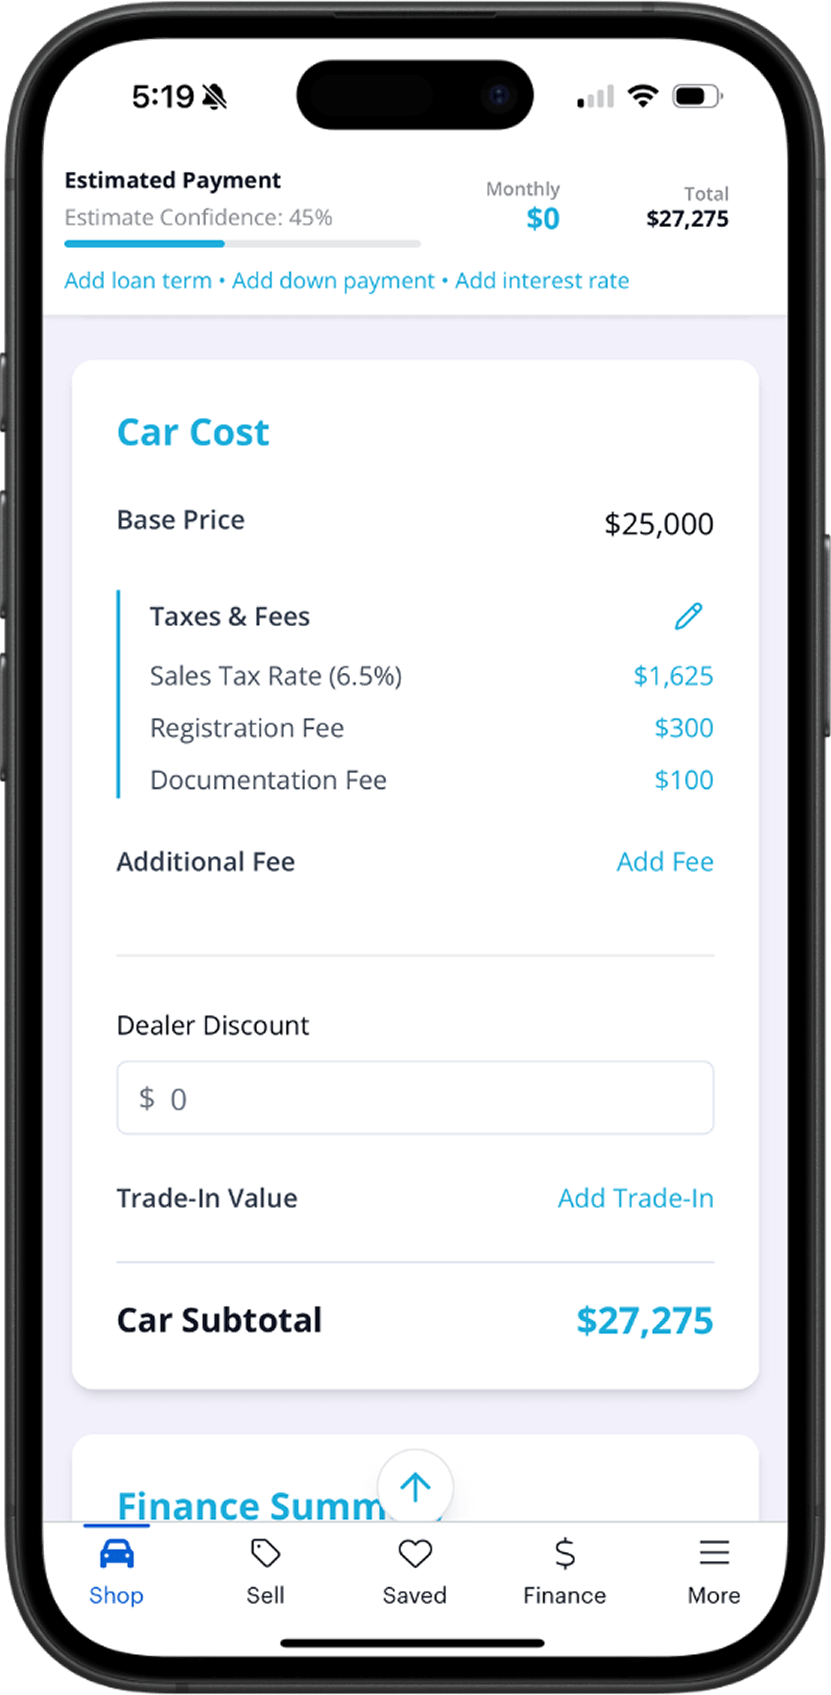 5:19
Estimated Payment
Monthly
Total
Estimate Confidence: 45%
$0
$27,275
Add loan term • Add down payment • Add interest rate
Car Cost
Base Price $25,000
Taxes & Fees
Sales Tax Rate (6.5%) $1,625
Registration Fee $300
Documentation Fee $100
Additional Fee Add Fee
Dealer Discount
$ 0
Trade-In Value Add Trade-In
Car Subtotal $27,275
Finance Summ
Shop Sell Saved Finance More